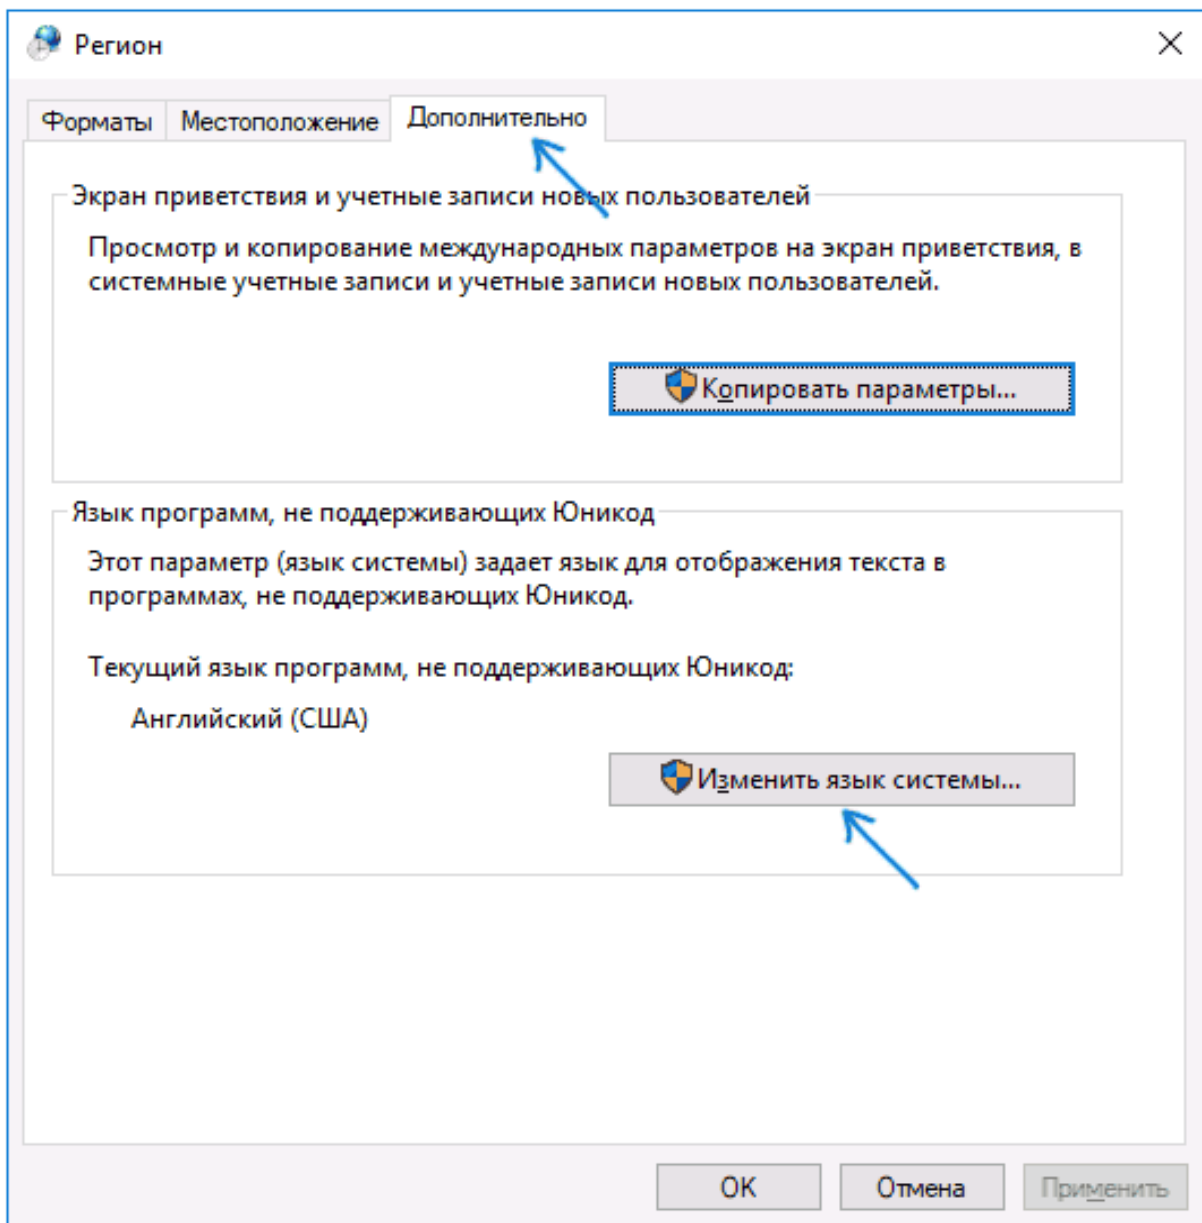 Регион
Форматы
Местоположение
Дополнительно
Экран приветствия и учетные записи новых пользователей
Просмотр и копирование международных параметров на экран приветствия, в
системные учетные записи и учетные записи новых пользователей.
Копировать параметры...
Язык программ, не поддерживающих Юникод
Этот параметр (язык системы) задает язык для отображения текста в
программах, не поддерживающих Юникод.
Текущий язык программ, не поддерживающих Юникод:
Английский (США)
Изменить язык системы...
ОК
Отмена
Применить